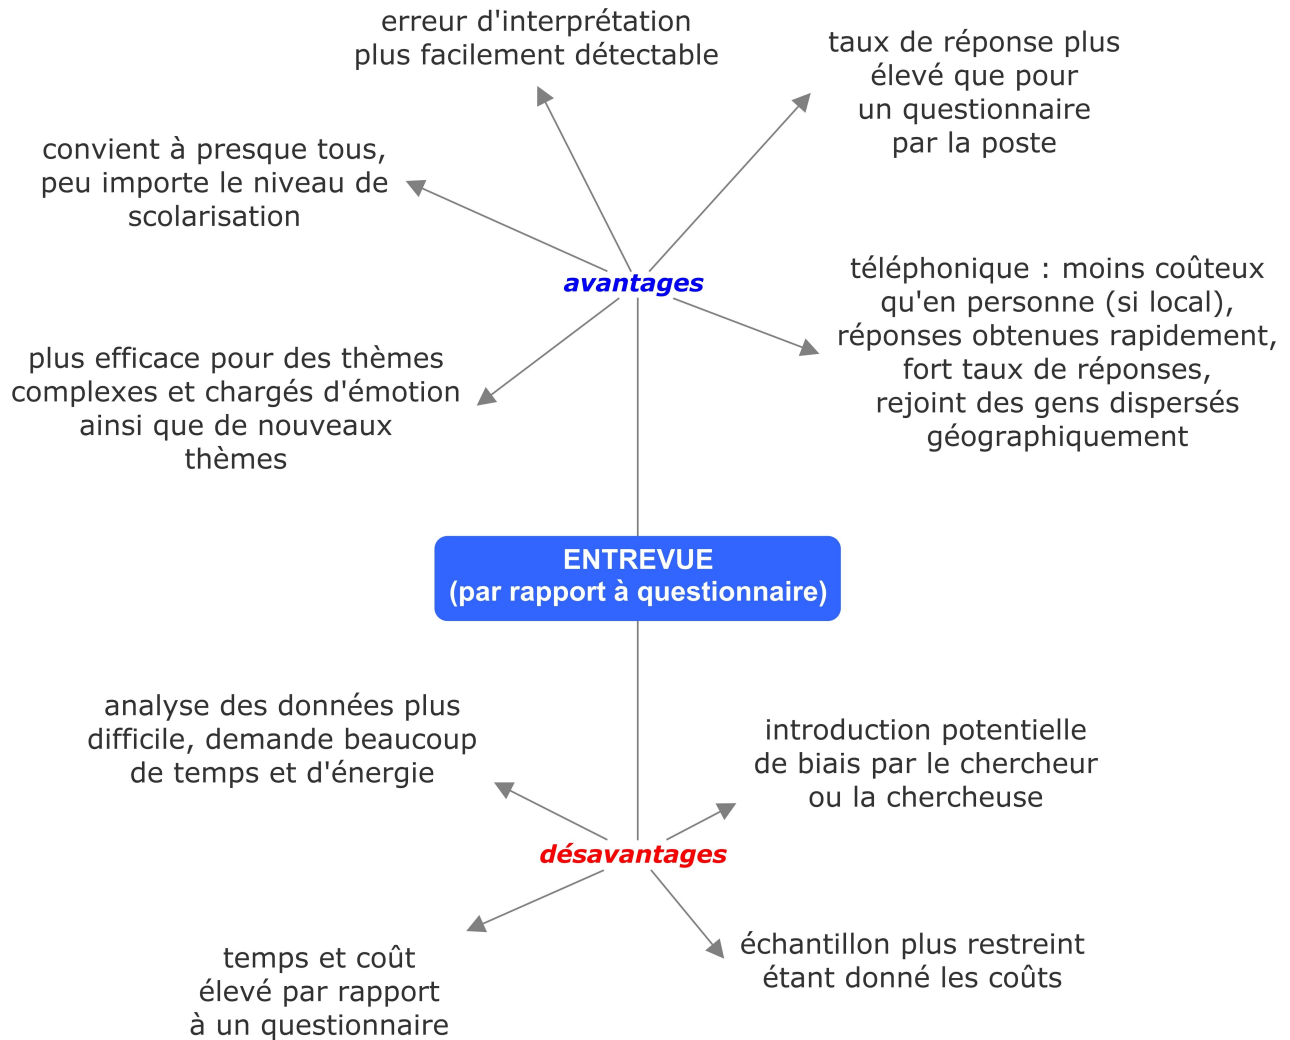 erreur d'interprétation
plus facilement détectable
taux de réponse plus
élevé que pour
un questionnaire
par la poste
convient à presque tous,
peu importe le niveau de
scolarisation
avantages
téléphonique : moins coûteux
qu'en personne (si local),
réponses obtenues rapidement,
fort taux de réponses,
rejoint des gens dispersés
géographiquement
plus efficace pour des thèmes
complexes et chargés d'émotion
ainsi que de nouveaux
thèmes
ENTREVUE
(par rapport à questionnaire)
analyse des données plus
difficile, demande beaucoup
de temps et d'énergie
introduction potentielle
de biais par le chercheur
ou la chercheuse
désavantages
temps et coût
élevé par rapport
à un questionnaire
échantillon plus restreint
étant donné les coûts